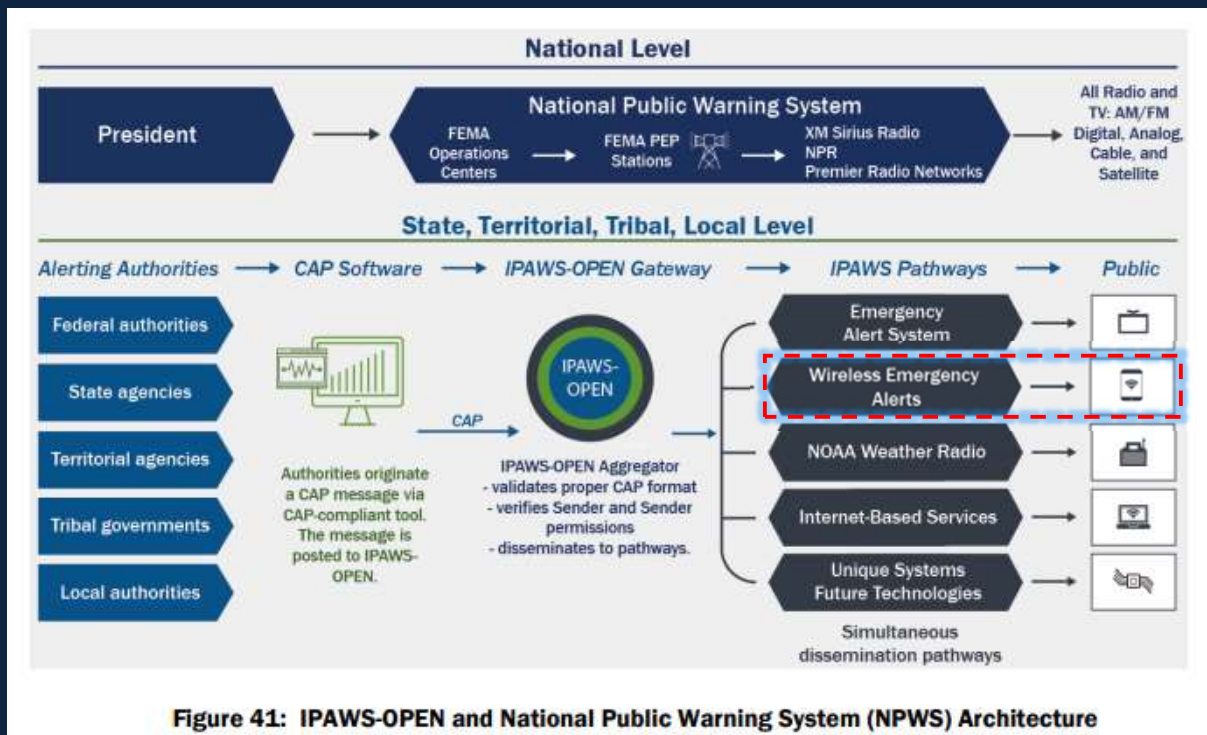 National Level
President
National Public Warning System
FEMA
Operations
Centers
FEMA PEP
Stations
XM Sirius Radio
NPR
Premier Radio Networks
All Radio and
TV: AM/FM
Digital, Analog,
Cable, and
Satellite
State, Territorial, Tribal, Local Level
Alerting Authorities
CAP Software
IPAWS-OPEN Gateway
IPAWS Pathways
Public
Federal authorities
State agencies
Territorial agencies
Tribal governments
Local authorities
Authorities originate
a CAP message via
CAP-compliant tool.
The message is
posted to IPAWS-
OPEN.
CAP
IPAWS-
OPEN
IPAWS-OPEN Aggregator
- validates proper CAP format
- verifies Sender and Sender
permissions
- disseminates to pathways.
Emergency
Alert System
Wireless Emergency
Alerts
NOAA Weather Radio
Internet-Based Services
Unique Systems
Future Technologies
Simultaneous
dissemination pathways
Figure 41: IPAWS-OPEN and National Public Warning System (NPWS) Architecture